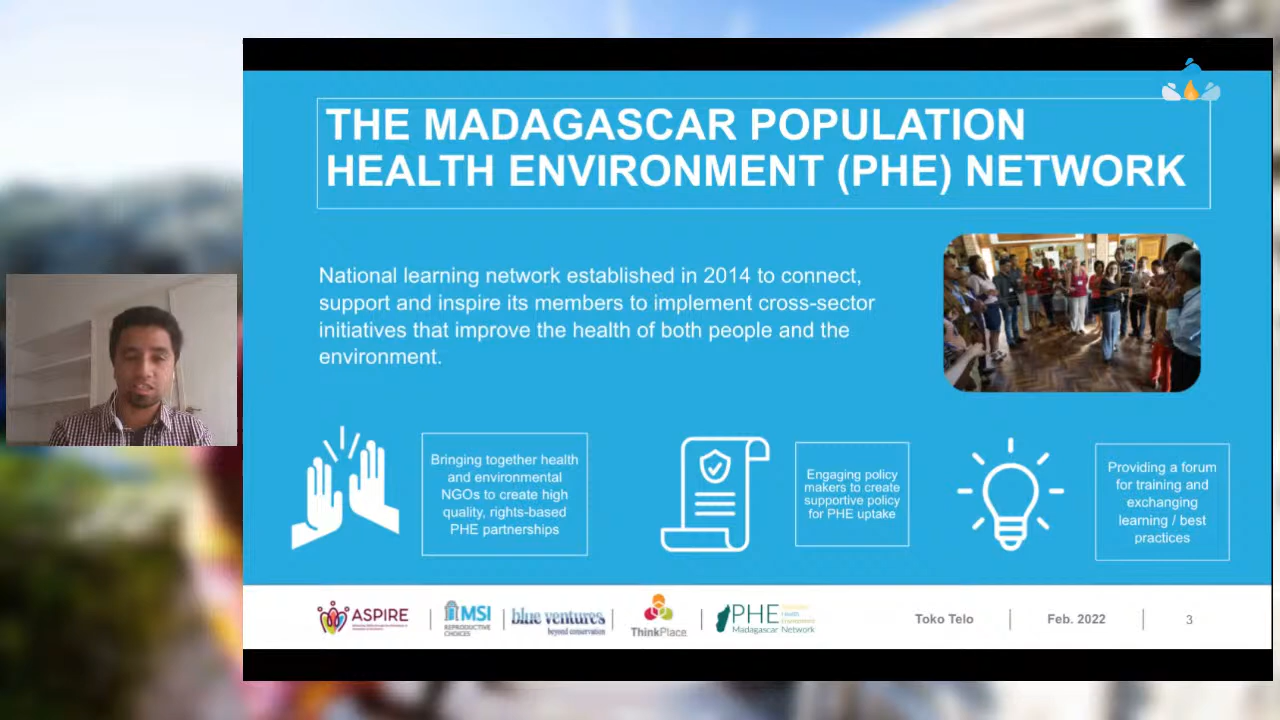 THE MADAGASCAR POPULATION
HEALTH ENVIRONMENT (PHE) NETWORK
National learning network established in 2014 to connect,
support and inspire its members to implement cross-sector
initiatives that improve the health of both people and the
environment.
Bringing together health
and environmental
NGOs to create high
quality, rights-based
PHE partnerships
Engaging policy
makers to create
supportive policy
for PHE uptake
Providing a forum
for training and
exchanging
learning / best
practices
ASPIRE
MSI
REPRODUCTIVE
CHOICES
blue ventures
beyond conservation
ThinkPlace
PHE
Madagascar Network
Toko Telo
Feb. 2022
3